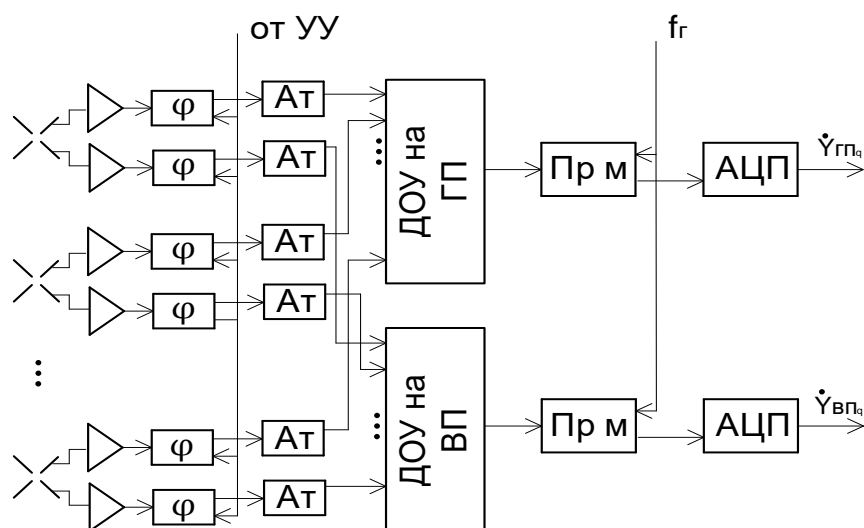 от УУ
fг
φ
Ат
φ
Ат
ДОУ на
ГП
...
Пр м
АЦП
ẎГПq
φ
Ат
φ
Ат
...
ДОУ на
ВП
...
Пр м
АЦП
ẎВПq
φ
Ат
φ
Ат